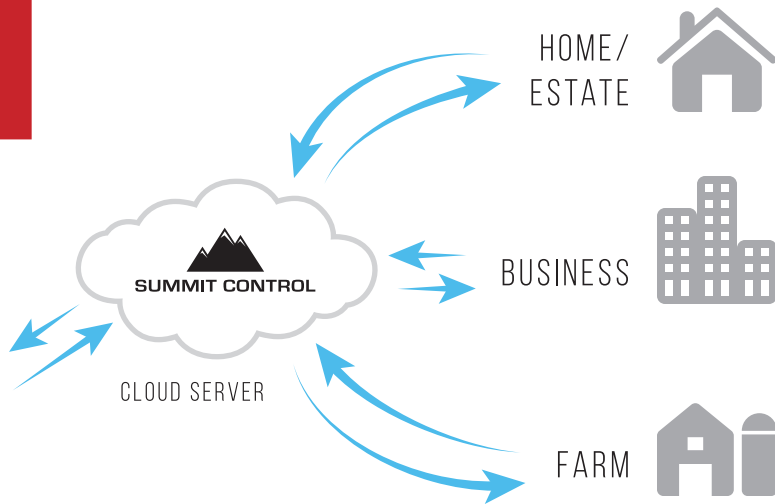 HOME/
ESTATE
SUMMIT CONTROL
BUSINESS
CLOUD SERVER
FARM